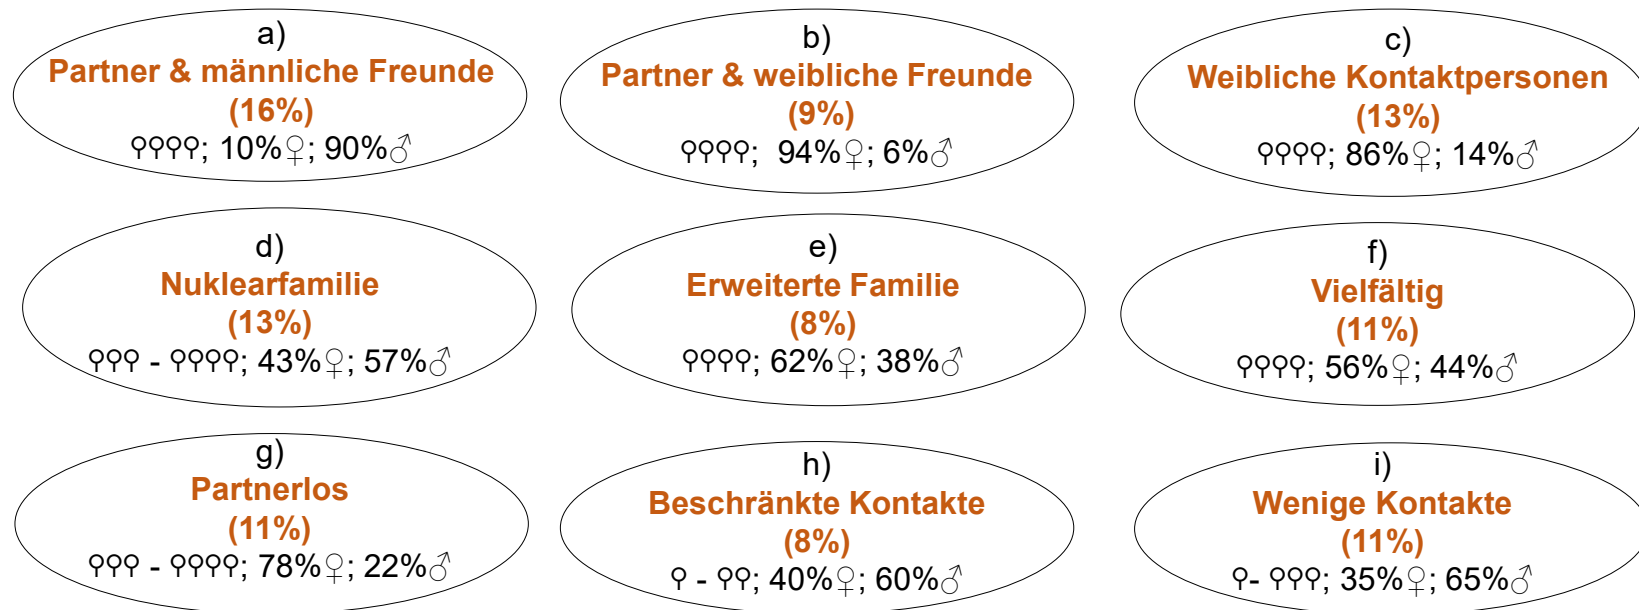 a)
Partner & männliche Freunde
(16%)
⚲⚲⚲⚲; 10%♀; 90%♂
b)
Partner & weibliche Freunde
(9%)
⚲⚲⚲⚲;  94%♀; 6%♂
c)
Weibliche Kontaktpersonen
(13%)
⚲⚲⚲⚲; 86%♀; 14%♂
d)
Nuklearfamilie
(13%)
⚲⚲⚲ - ⚲⚲⚲⚲; 43%♀; 57%♂
e)
Erweiterte Familie
(8%)
⚲⚲⚲⚲; 62%♀; 38%♂
f)
Vielfältig
(11%)
⚲⚲⚲⚲; 56%♀; 44%♂
g)
Partnerlos
(11%)
⚲⚲⚲ - ⚲⚲⚲⚲; 78%♀; 22%♂
h)
Beschränkte Kontakte
(8%)
⚲ - ⚲⚲; 40%♀; 60%♂
i)
Wenige Kontakte
(11%)
⚲- ⚲⚲⚲; 35%♀; 65%♂